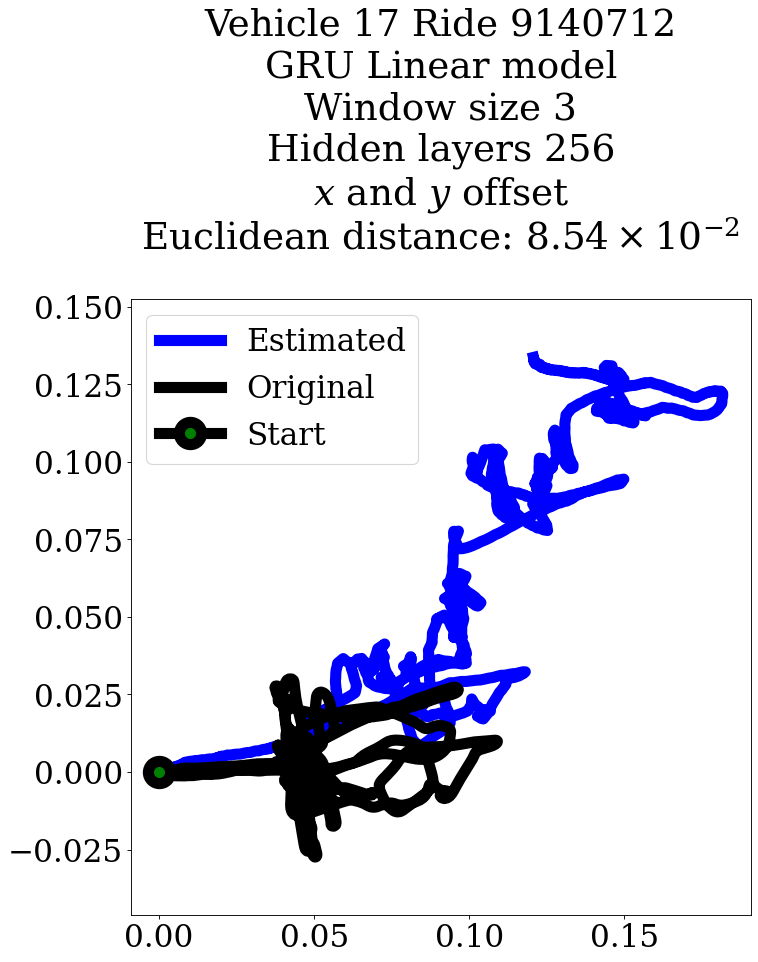 Vehicle 17 Ride 9140712
GRU Linear model
Window size 3
Hidden layers 256
x and y offset
Euclidean distance: 8.54 × 10⁻²
0.150
0.125
0.100
0.075
0.050
0.025
0.000
−0.025
Estimated
Original
Start
0.00 0.05 0.10 0.15